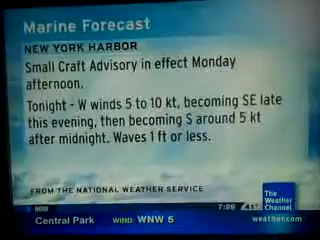 Marine Forecast
NEW YORK HARBOR
Small Craft Advisory in effect Monday
afternoon.
Tonight - W winds 5 to 10 kt, becoming SE late
this evening, then becoming S around 5 kt
after midnight. Waves 1 ft or less.
FROM THE NATIONAL WEATHER SERVICE
The
Weather
Channel
NOW
7:26 41°
Central Park WIND: WNW 5
weather.com